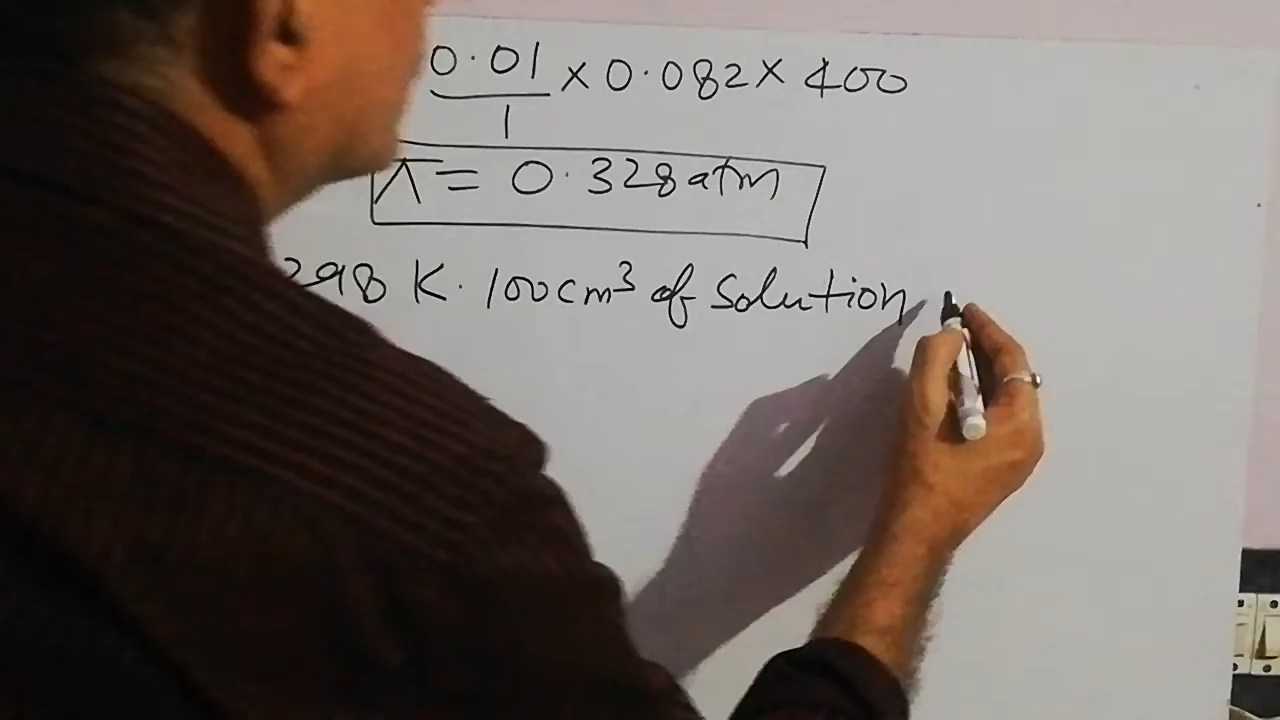 0.01 / 1 × 0.082 × 400
π = 0.328 atm
298 K. 100 cm³ of solution